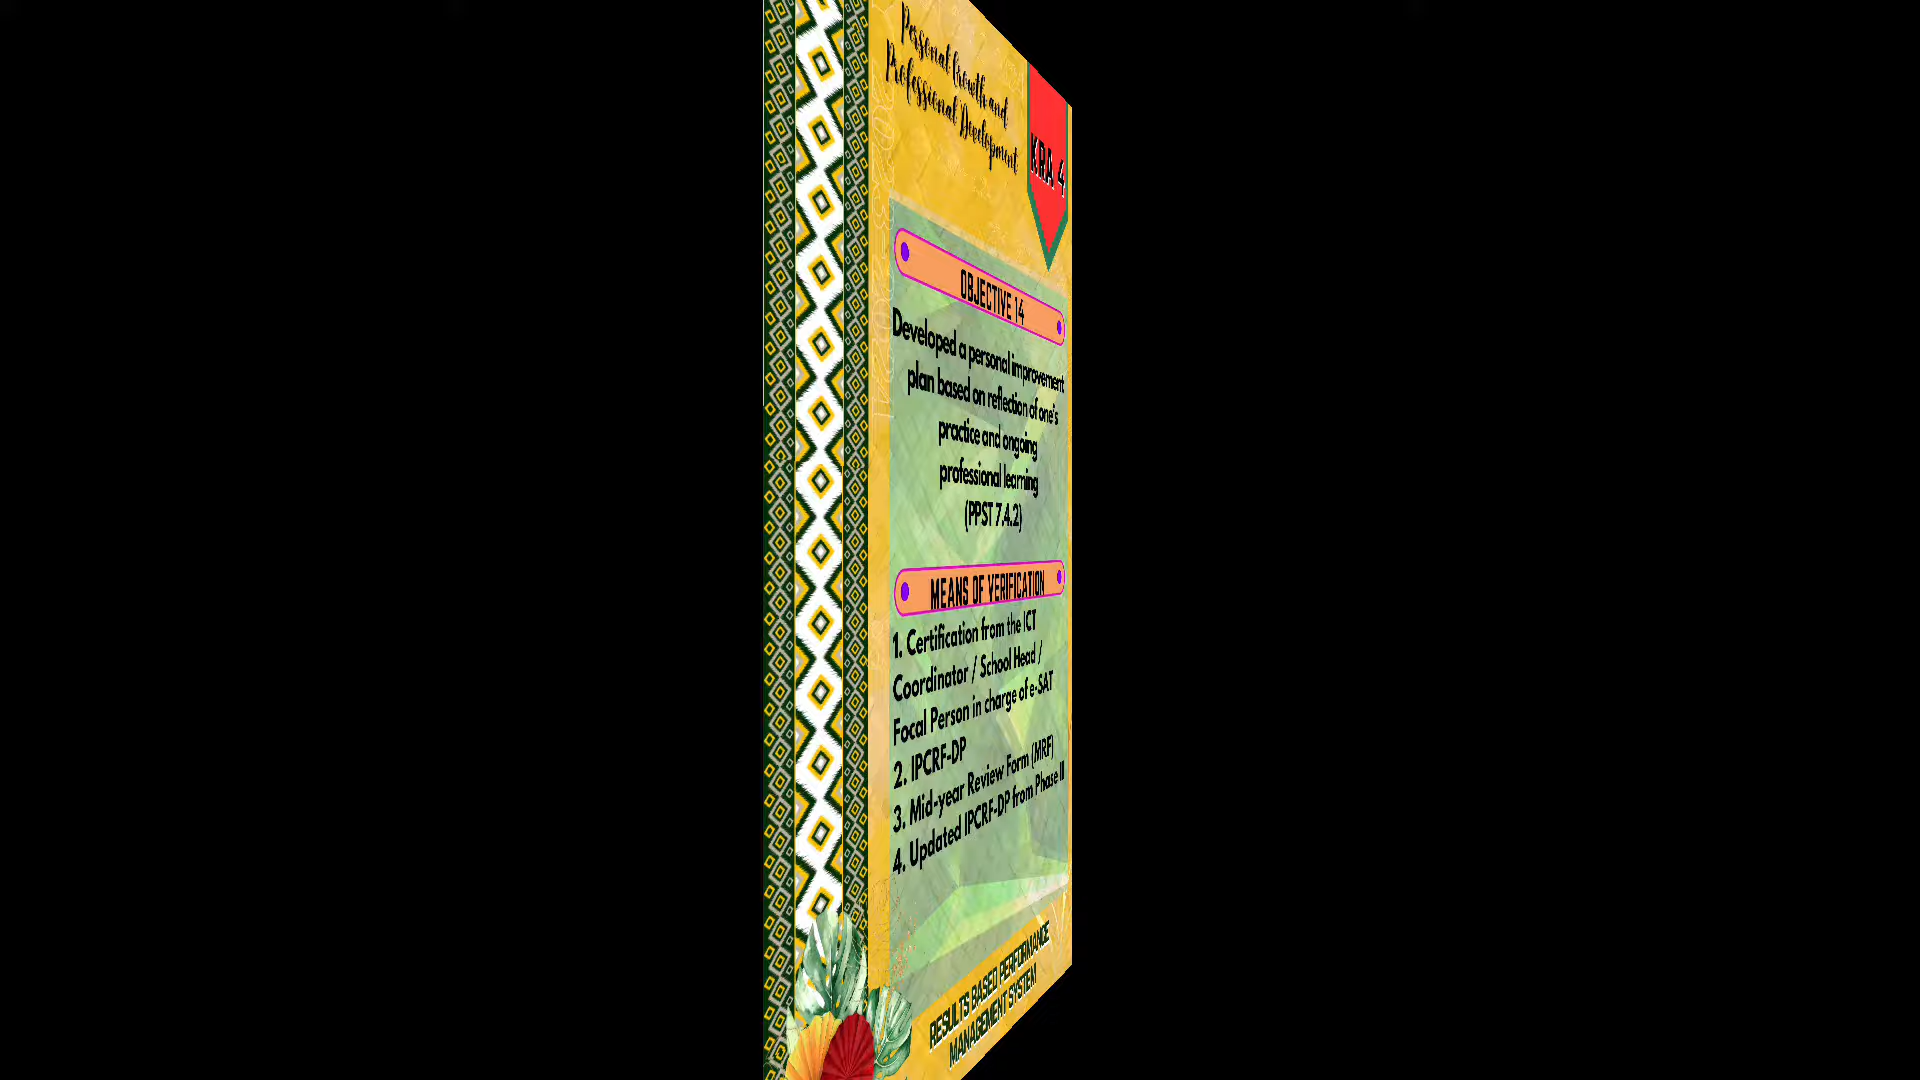 Personal Growth and
Professional Development
KRA 4
OBJECTIVE 14
Developed a personal improvement
plan based on reflection of one's
practice and ongoing
professional learning
(PPST 7.4.2)
MEANS OF VERIFICATION
1. Certification from the ICT
Coordinator / School Head /
Focal Person in charge of e-SAT
2. IPCRF-DP
3. Mid-year Review Form (MRF)
4. Updated IPCRF-DP from Phase II
RESULTS BASED PERFORMANCE
MANAGEMENT SYSTEM